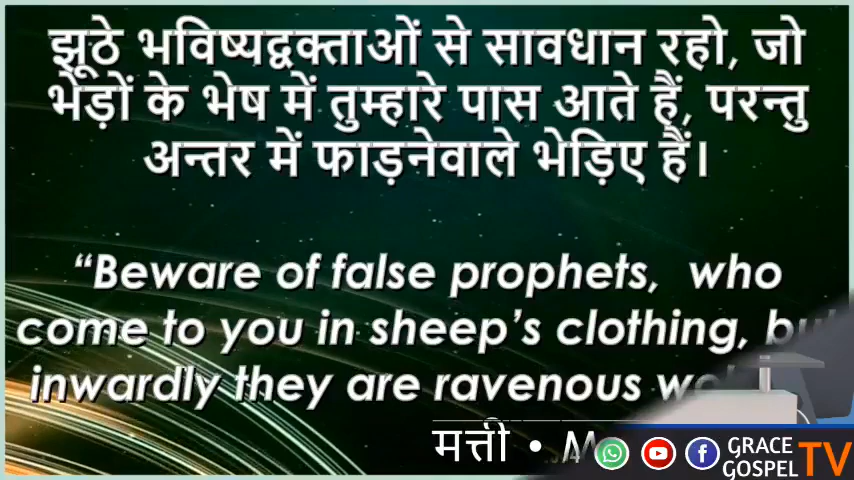 झूठे भविष्यद्वक्ताओं से सावधान रहो, जो
भेड़ों के भेष में तुम्हारे पास आते हैं, परन्तु
अन्तर में फाड़नेवाले भेड़िए हैं।
“Beware of false prophets, who
come to you in sheep’s clothing, but
inwardly they are ravenous
मत्ती •
GRACE
GOSPEL TV